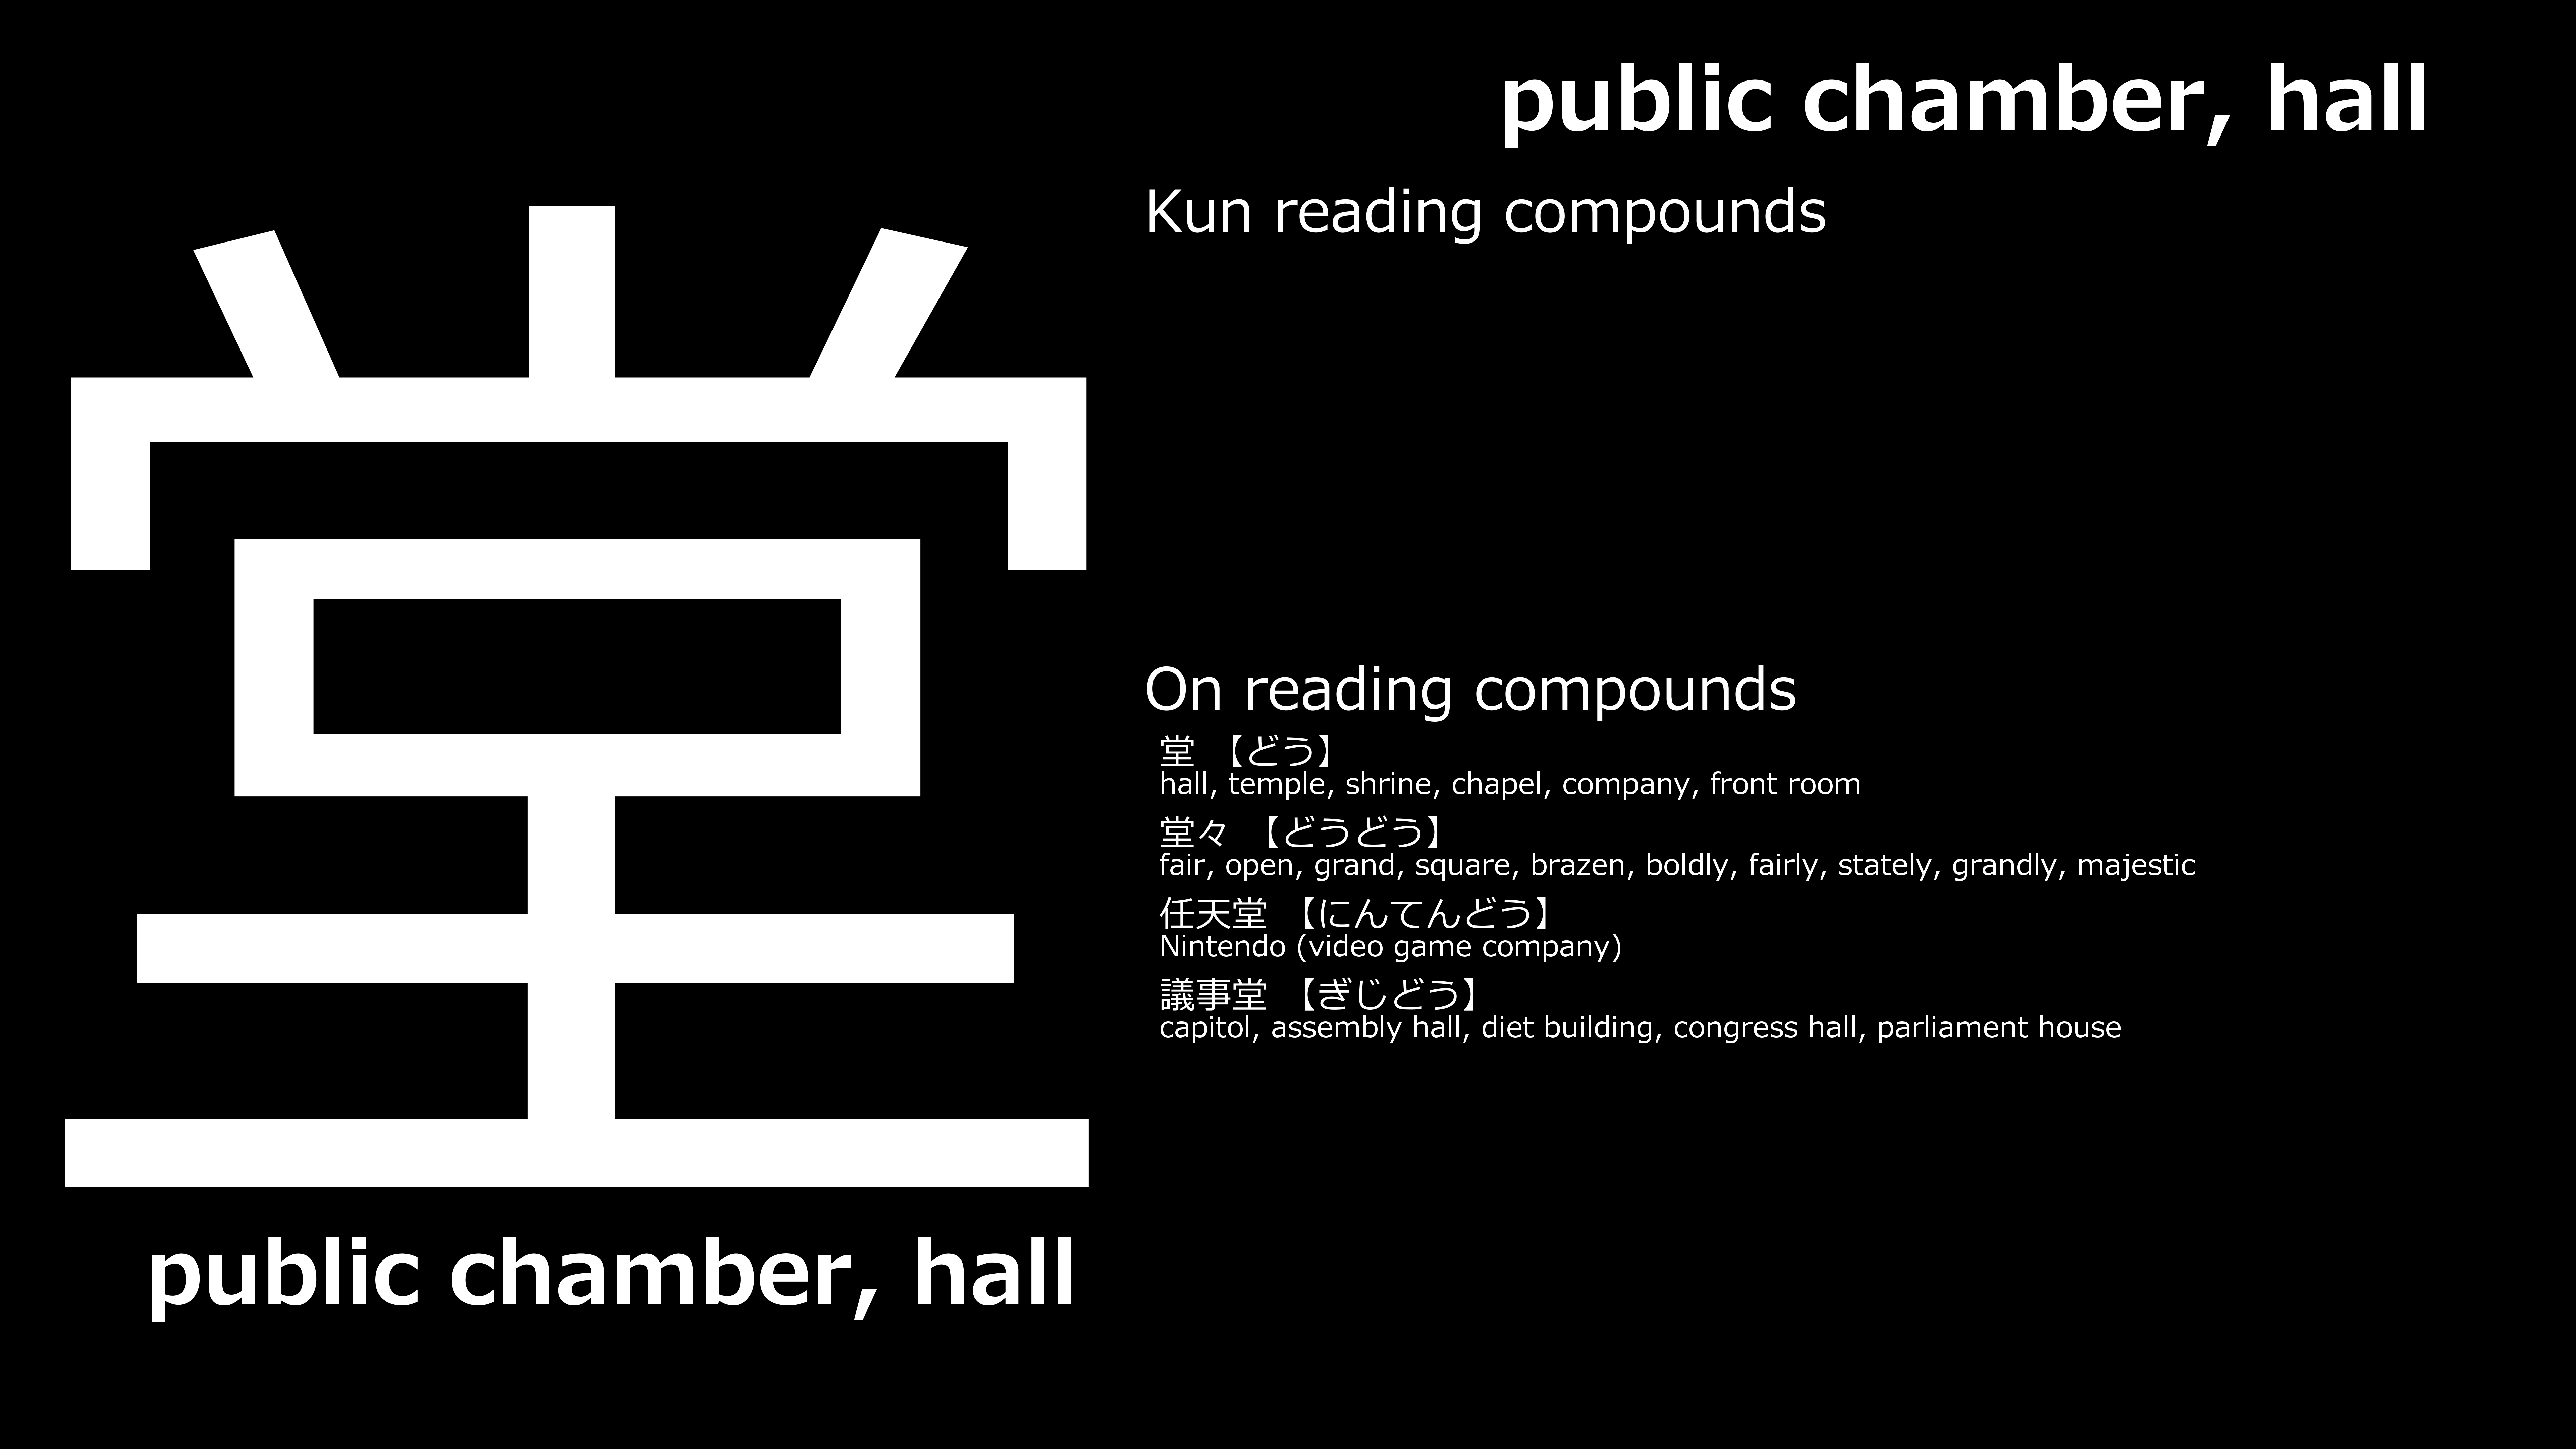 堂
public chamber, hall
public chamber, hall
Kun reading compounds
On reading compounds
堂 【どう】
hall, temple, shrine, chapel, company, front room
堂々 【どうどう】
fair, open, grand, square, brazen, boldly, fairly, stately, grandly, majestic
任天堂 【にんてんどう】
Nintendo (video game company)
議事堂 【ぎじどう】
capitol, assembly hall, diet building, congress hall, parliament house